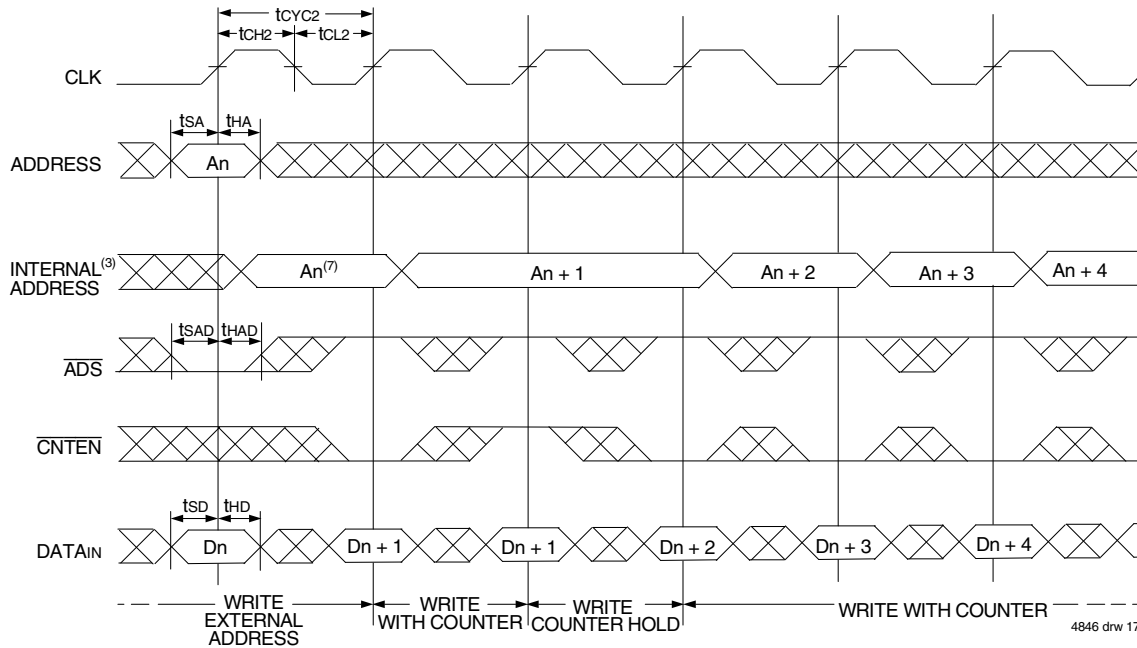 tCYC2
tCH2 tCL2
CLK
tSA tHA
ADDRESS An
INTERNAL(3)
ADDRESS
An(7) An + 1 An + 2 An + 3 An + 4
tSAD tHAD
ADS
CNTEN
tSD tHD
DATAIN Dn Dn + 1 Dn + 1 Dn + 2 Dn + 3 Dn + 4
WRITE
EXTERNAL
ADDRESS
WRITE
WITH COUNTER
WRITE
COUNTER HOLD
WRITE WITH COUNTER
4846 drw 17